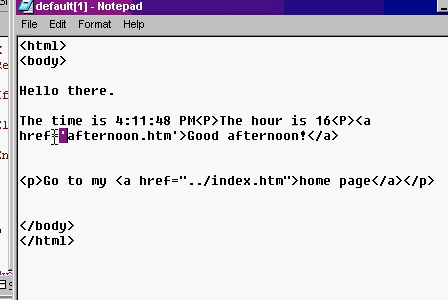 default[1] - Notepad
File Edit Format Help
<html>
<body>
Hello there.
The time is 4:11:48 PM<P>The hour is 16<P><a
href='afternoon.htm'>Good afternoon!</a>
<p>Go to my <a href="../index.htm">home page</a></p>
</body>
</html>